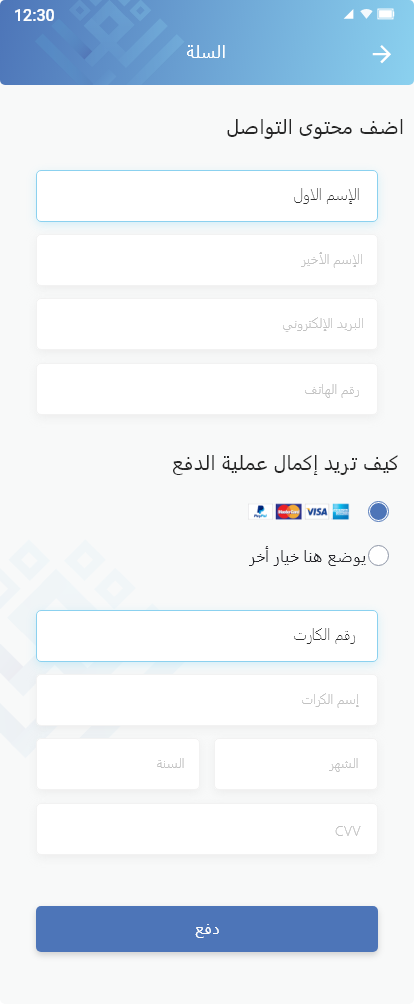 12:30
السلة
اضف محتوى التواصل
الإسم الاول
الإسم الأخير
البريد الإلكتروني
رقم الهاتف
كيف تريد إكمال عملية الدفع
PayPal MasterCard VISA
يوضع هنا خيار أخر
رقم الكارت
إسم الكرات
الشهر السنة
CVV
دفع